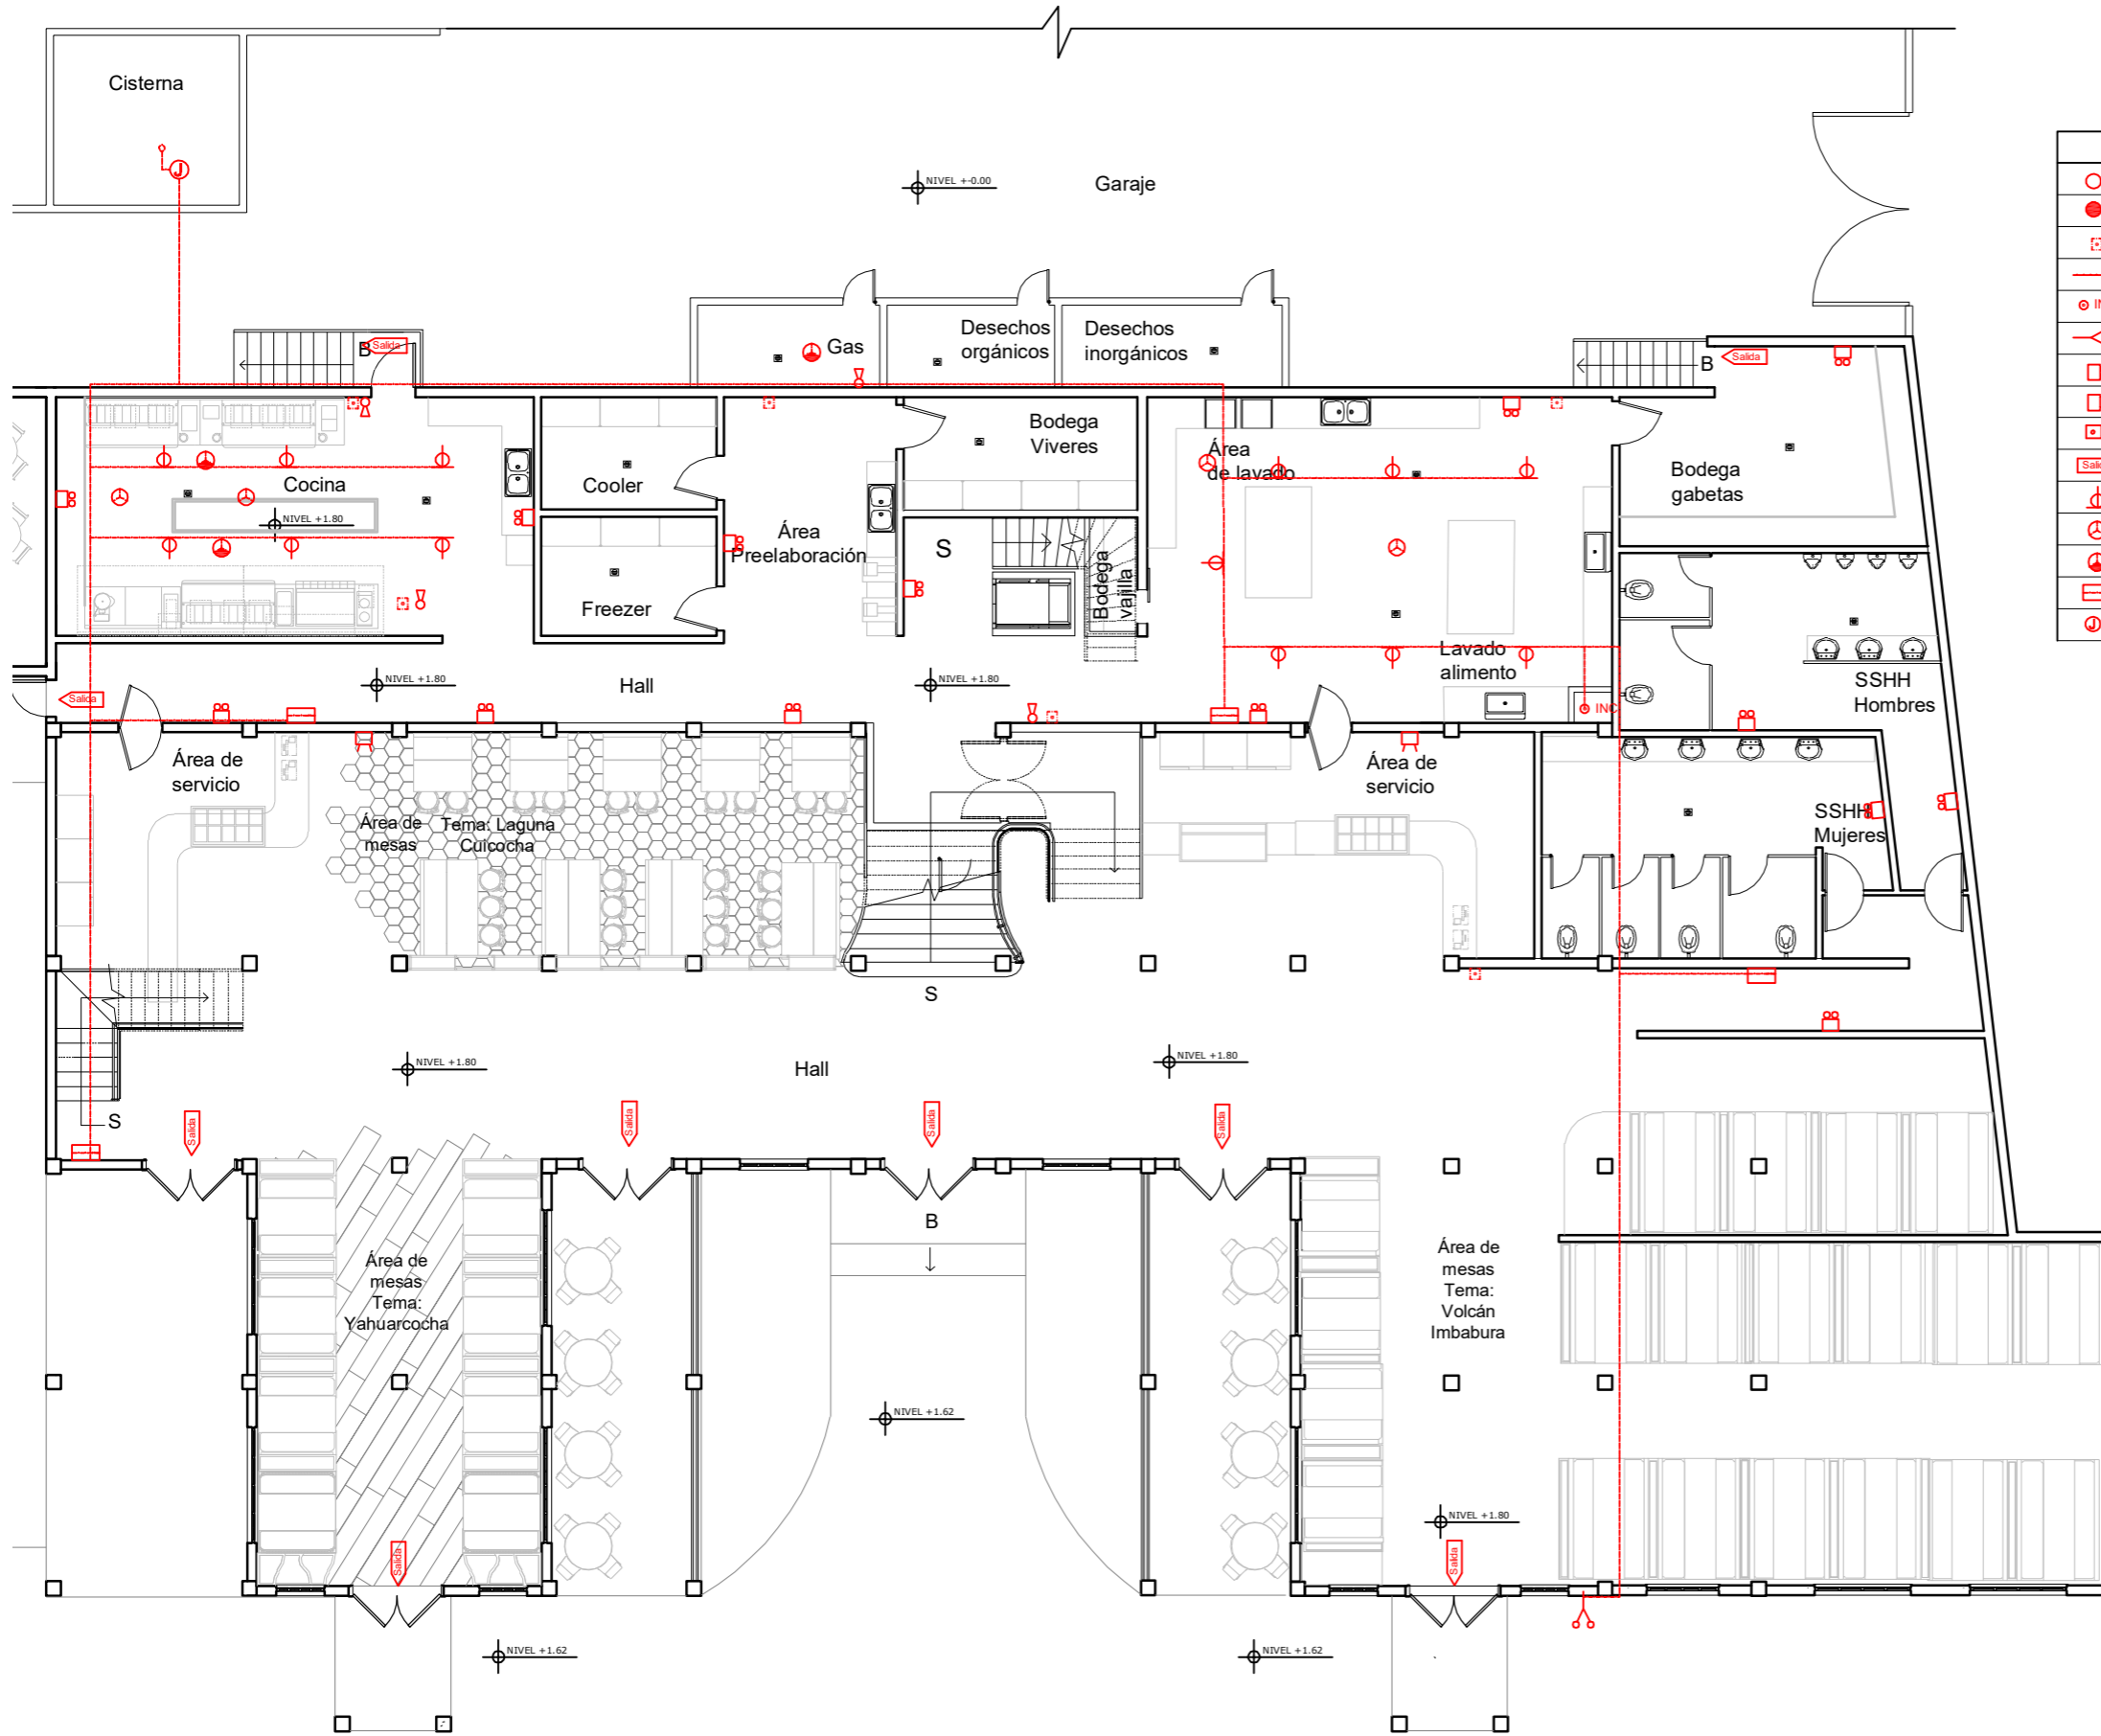 Cisterna
J
NIVEL +-0.00
Garaje
Salida
B
Gas
Desechos
orgánicos
Desechos
inorgánicos
B
Salida
Cocina
NIVEL +1.80
Cooler
Freezer
Área
Preelaboración
Bodega
Viveres
S
Bodega
vajilla
Área
de lavado
Lavado
alimento
INC
Bodega
gabetas
SSHH
Hombres
Salida
NIVEL +1.80
Hall
NIVEL +1.80
Área de
servicio
Área de
mesas
Tema: Laguna
Cuicocha
Área de
servicio
SSHH
Mujeres
S
S
NIVEL +1.80
Hall
NIVEL +1.80
Salida
Salida
Salida
Salida
B
Área de
mesas
Tema:
Yahuarcocha
Área de
mesas
Tema:
Volcán
Imbabura
NIVEL +1.62
NIVEL +1.80
Salida
Salida
NIVEL +1.62
NIVEL +1.62
J